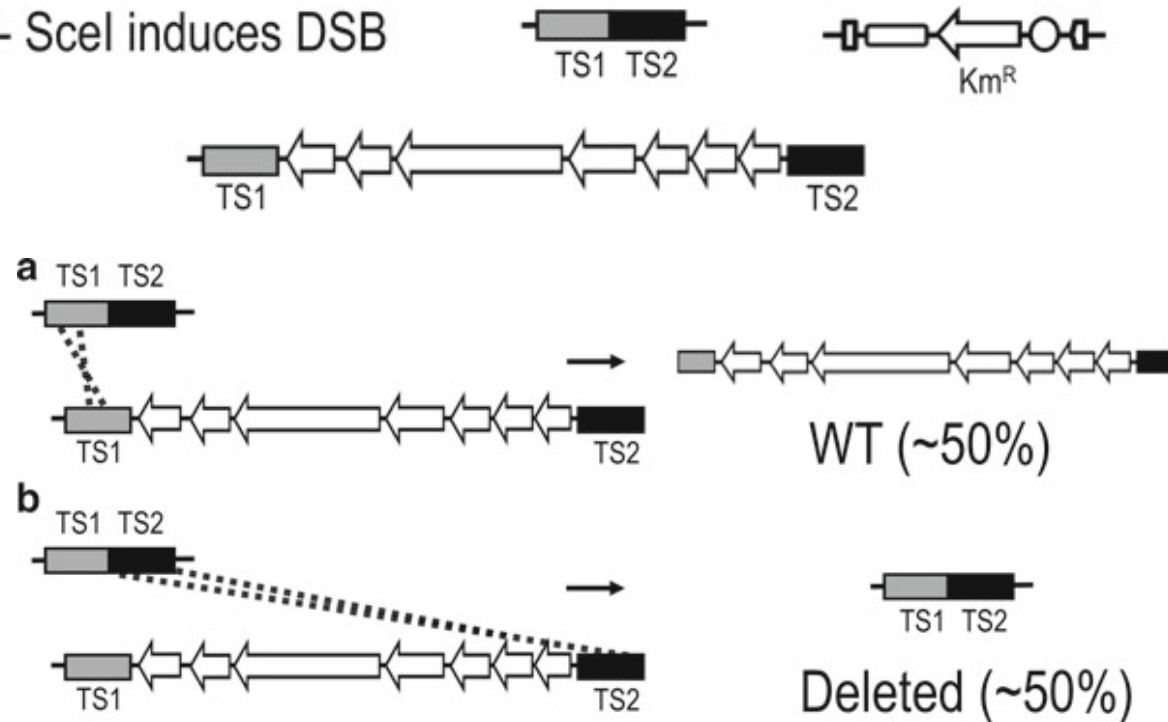 - SceI induces DSB
TS1 TS2
Km^R
TS1
TS2
a
TS1 TS2
TS1
TS2
WT (~50%)
b
TS1 TS2
TS1
TS2
TS1 TS2
Deleted (~50%)